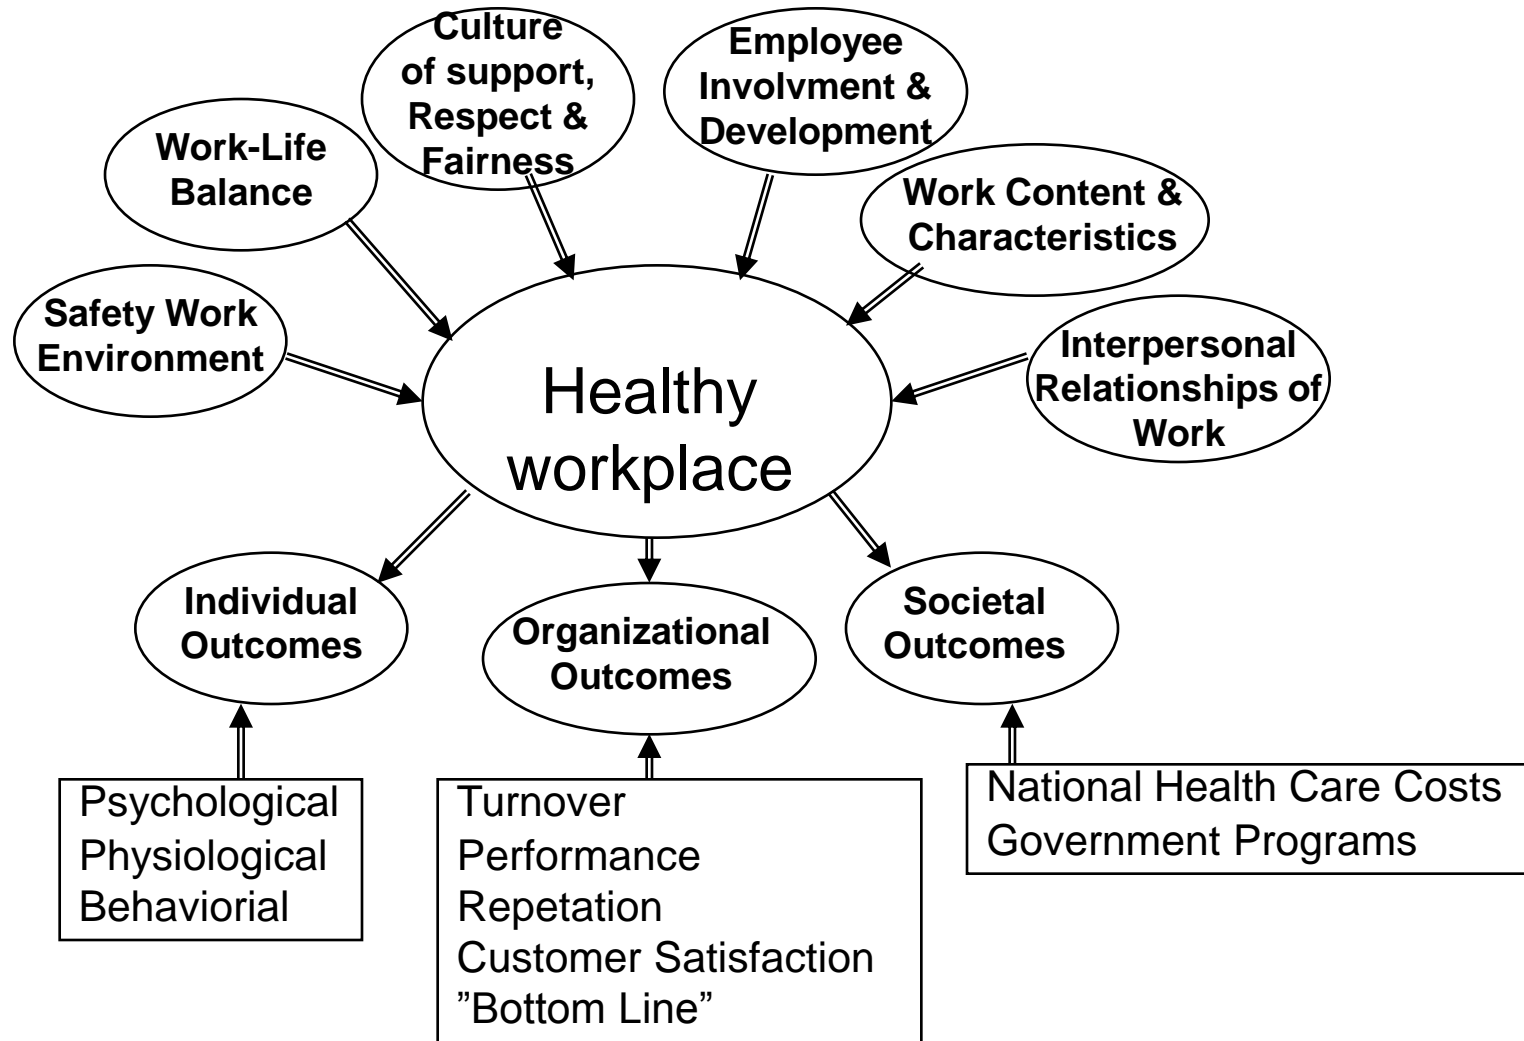 Culture
of support,
Respect &
Fairness
Employee
Involvment &
Development
Work-Life
Balance
Work Content &
Characteristics
Safety Work
Environment
Interpersonal
Relationships of
Work
Healthy
workplace
Individual
Outcomes
Organizational
Outcomes
Societal
Outcomes
Psychological
Physiological
Behaviorial
Turnover
Performance
Repetation
Customer Satisfaction
”Bottom Line”
National Health Care Costs
Government Programs